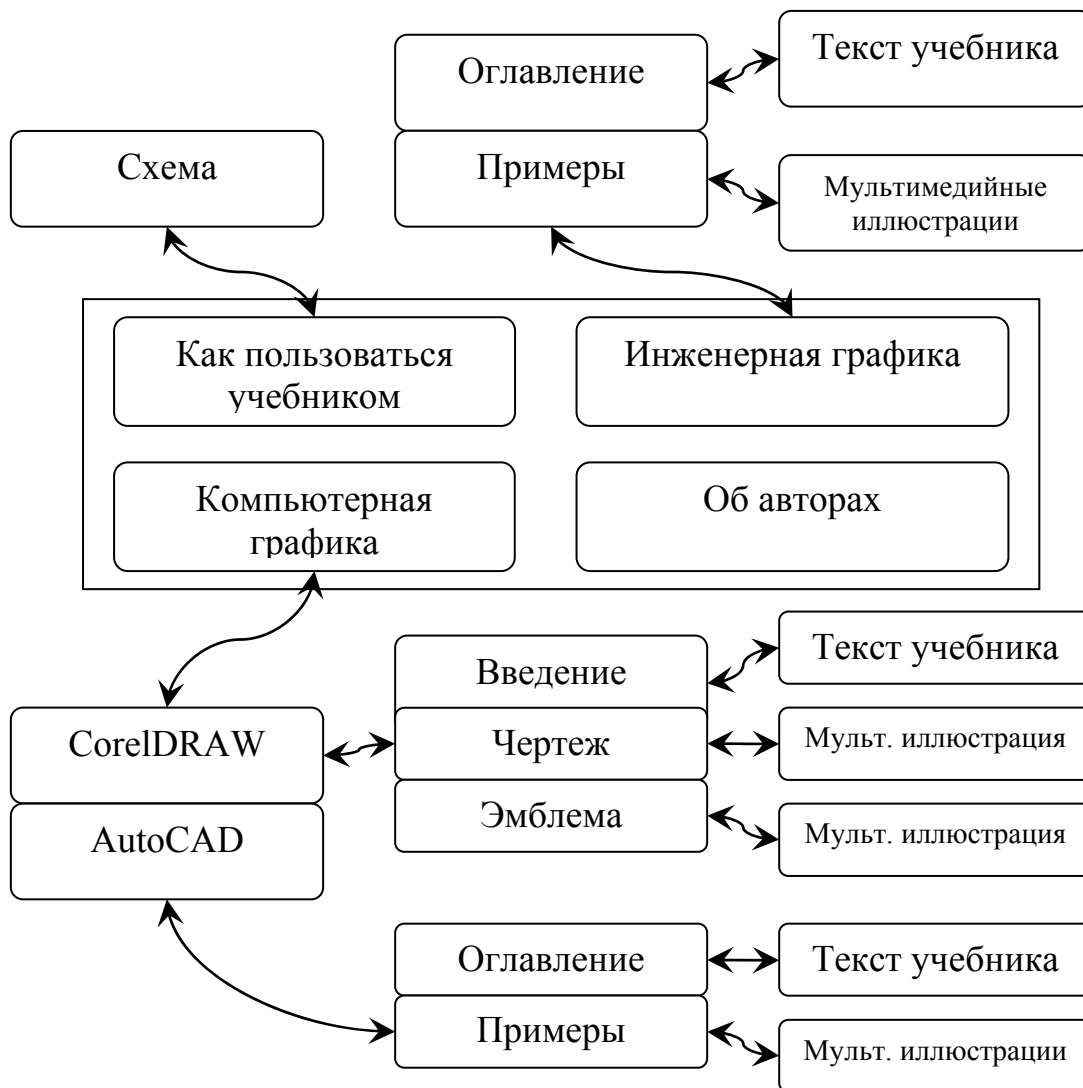 Оглавление
Текст учебника
Схема
Примеры
Мультимедийные
иллюстрации
Как пользоваться
учебником
Инженерная графика
Компьютерная
графика
Об авторах
Введение
Текст учебника
CorelDRAW
Чертеж
Мульт. иллюстрация
AutoCAD
Эмблема
Мульт. иллюстрация
Оглавление
Текст учебника
Примеры
Мульт. иллюстрации